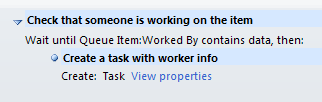 Check that someone is working on the item
Wait until Queue Item:Worked By contains data, then:
Create a task with worker info
Create: Task View properties